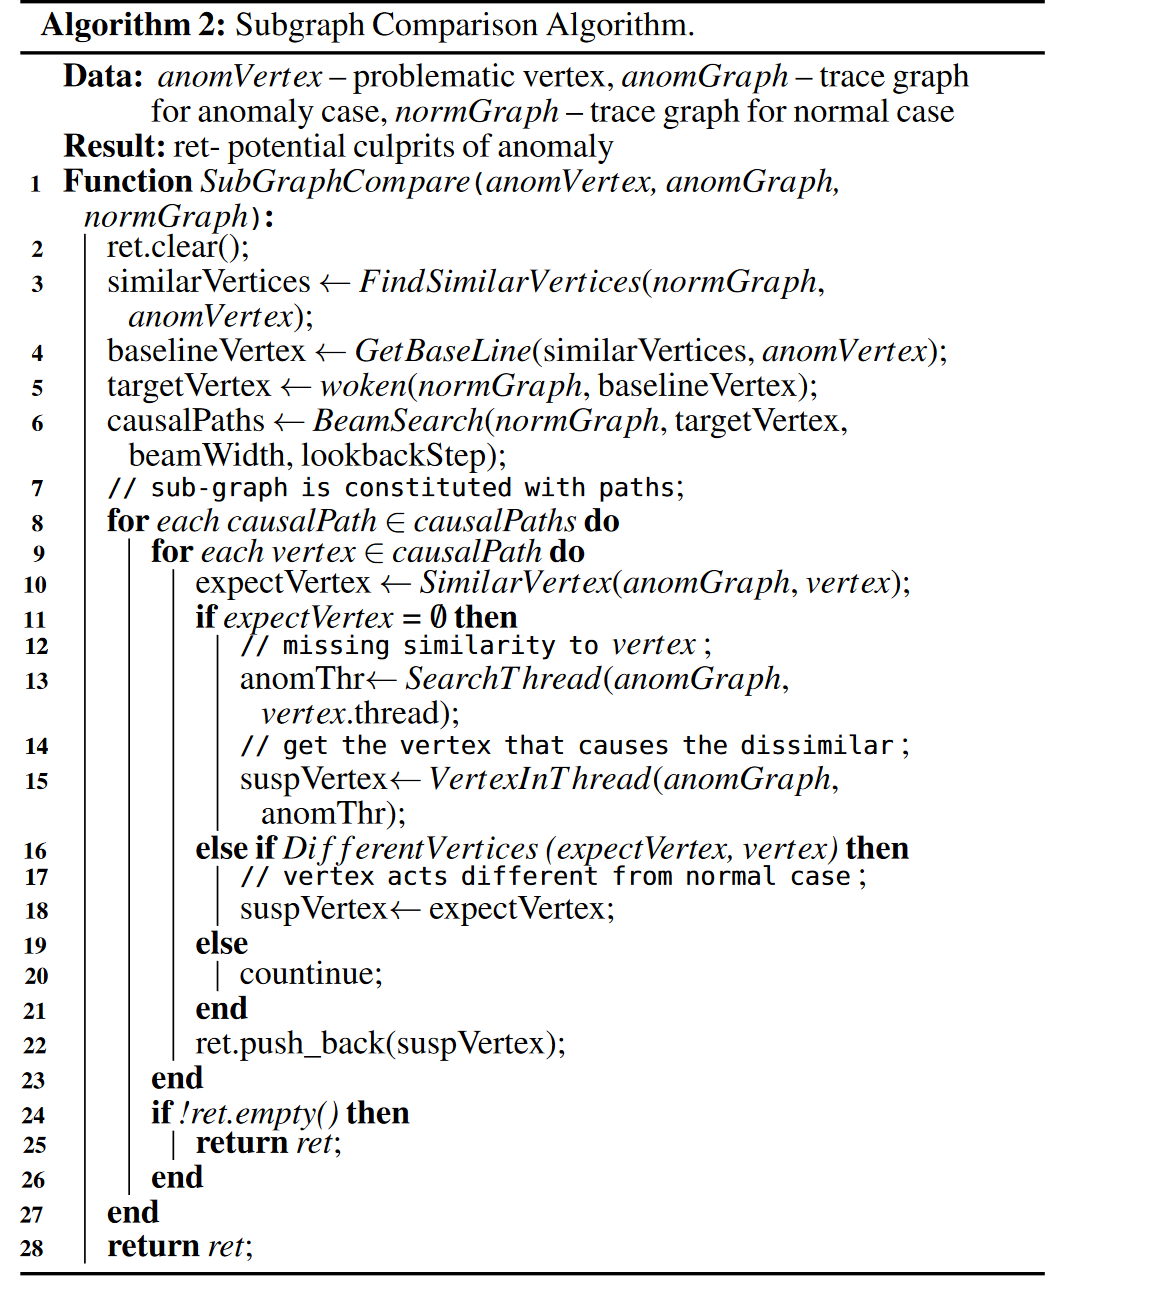 Algorithm 2: Subgraph Comparison Algorithm.
Data: anomVertex – problematic vertex, anomGraph – trace graph
for anomaly case, normGraph – trace graph for normal case
Result: ret- potential culprits of anomaly
1 Function SubGraphCompare(anomVertex, anomGraph,
normGraph):
2 ret.clear();
3 similarVertices ← FindSimilarVertices(normGraph,
anomVertex);
4 baselineVertex ← GetBaseLine(similarVertices, anomVertex);
5 targetVertex ← woken(normGraph, baselineVertex);
6 causalPaths ← BeamSearch(normGraph, targetVertex,
beamWidth, lookbackStep);
7 // sub-graph is constituted with paths;
8 for each causalPath ∈ causalPaths do
9 for each vertex ∈ causalPath do
10 expectVertex ← SimilarVertex(anomGraph, vertex);
11 if expectVertex = ∅ then
12 // missing similarity to vertex ;
13 anomThr← SearchThread(anomGraph,
vertex.thread);
14 // get the vertex that causes the dissimilar ;
15 suspVertex← VertexInThread(anomGraph,
anomThr);
16 else if DifferentVertices (expectVertex, vertex) then
17 // vertex acts different from normal case ;
18 suspVertex← expectVertex;
19 else
20 countinue;
21 end
22 ret.push_back(suspVertex);
23 end
24 if !ret.empty() then
25 return ret;
26 end
27 end
28 return ret;